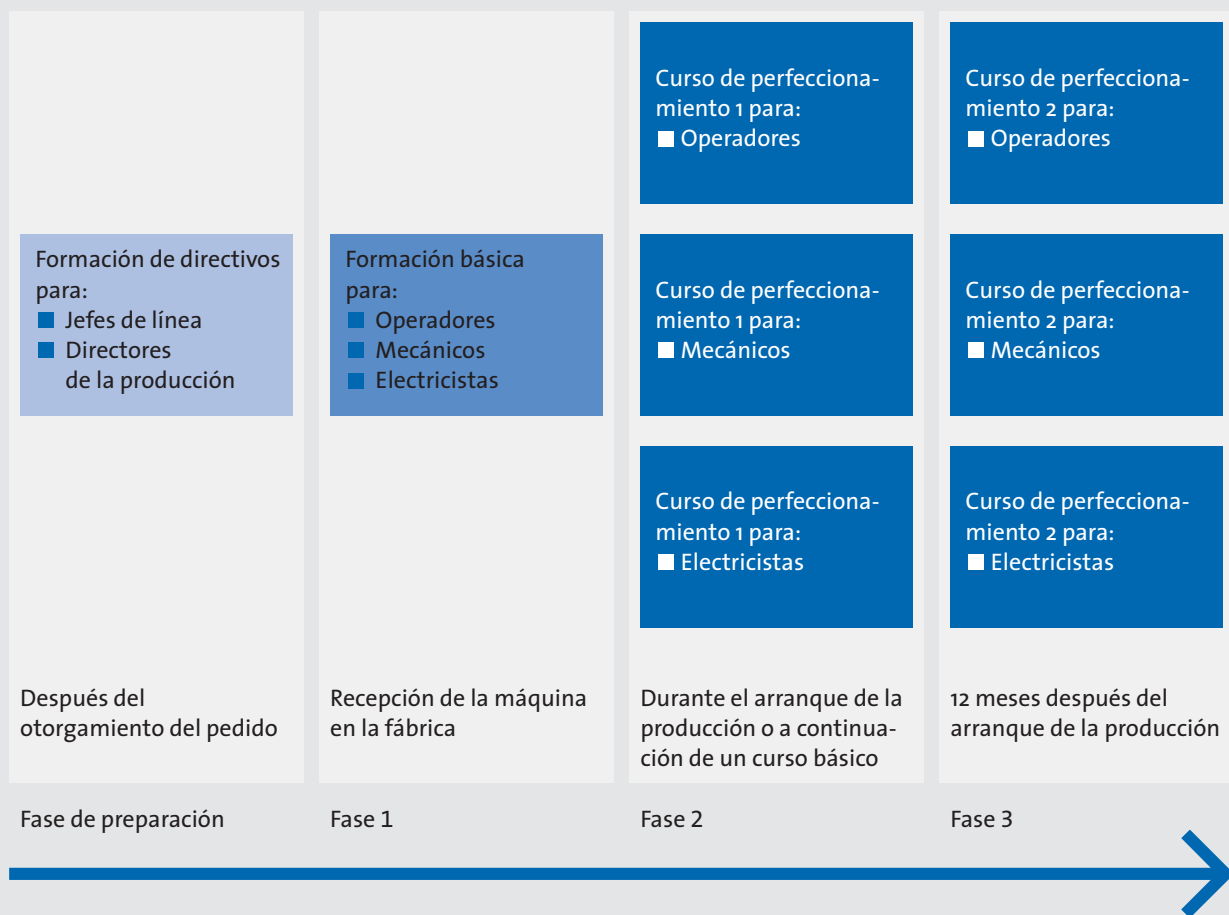 Formación de directivos
para:
Jefes de línea
Directores
de la producción
Después del
otorgamiento del pedido
Fase de preparación
Formación básica
para:
Operadores
Mecánicos
Electricistas
Recepción de la máquina
en la fábrica
Fase 1
Curso de perfecciona-
miento 1 para:
Operadores
Curso de perfecciona-
miento 1 para:
Mecánicos
Curso de perfecciona-
miento 1 para:
Electricistas
Durante el arranque de la
producción o a continua-
ción de un curso básico
Fase 2
Curso de perfecciona-
miento 2 para:
Operadores
Curso de perfecciona-
miento 2 para:
Mecánicos
Curso de perfecciona-
miento 2 para:
Electricistas
12 meses después del
arranque de la producción
Fase 3